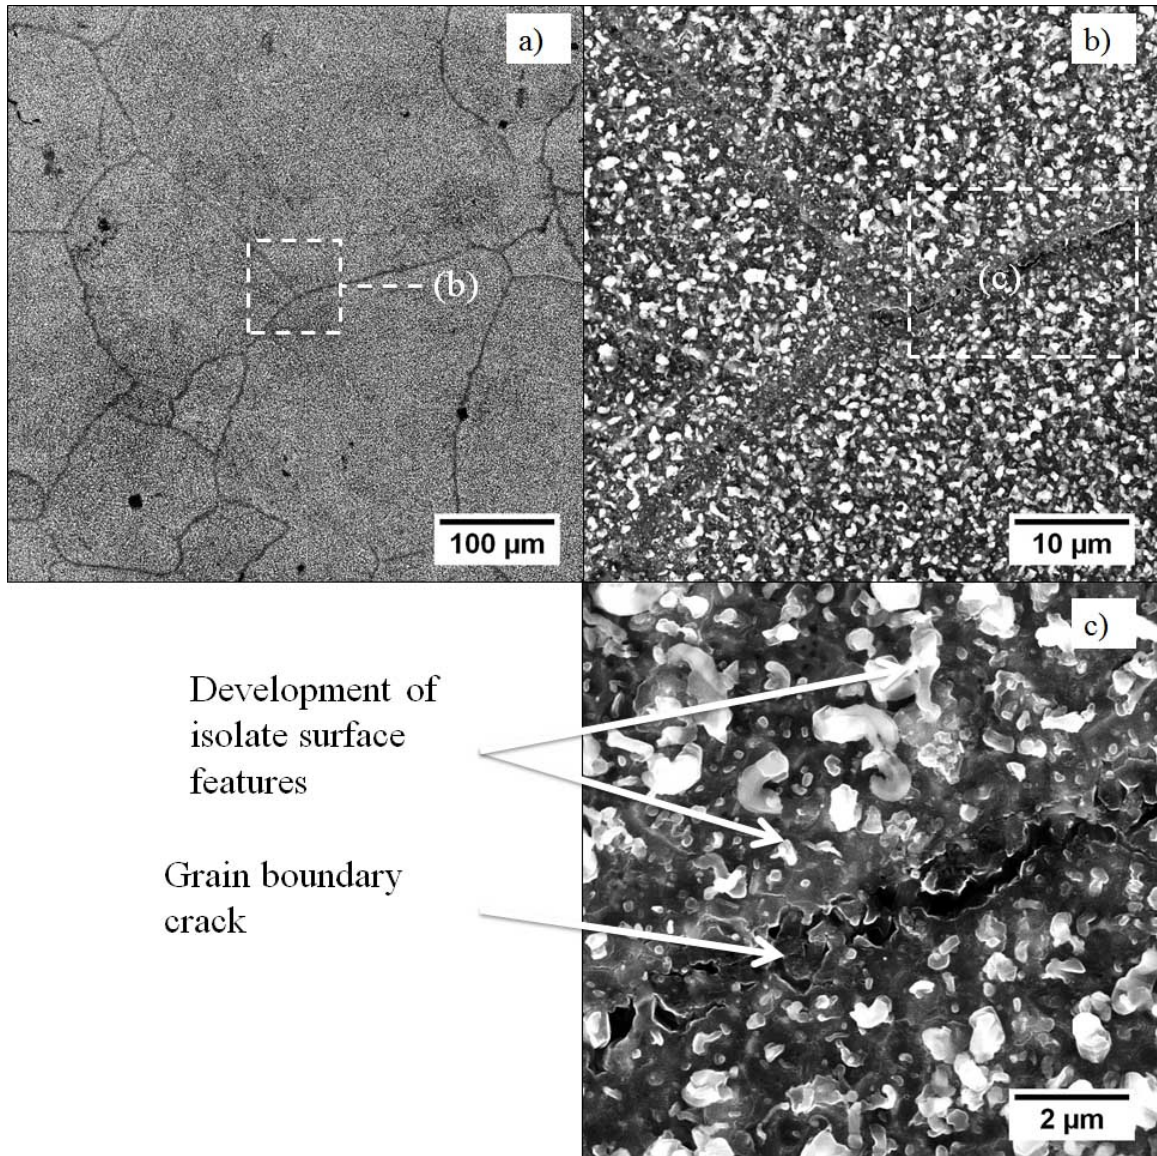 a)
b)
(b)
(c)
100 µm
10 µm
c)
Development of
isolate surface
features
Grain boundary
crack
2 µm